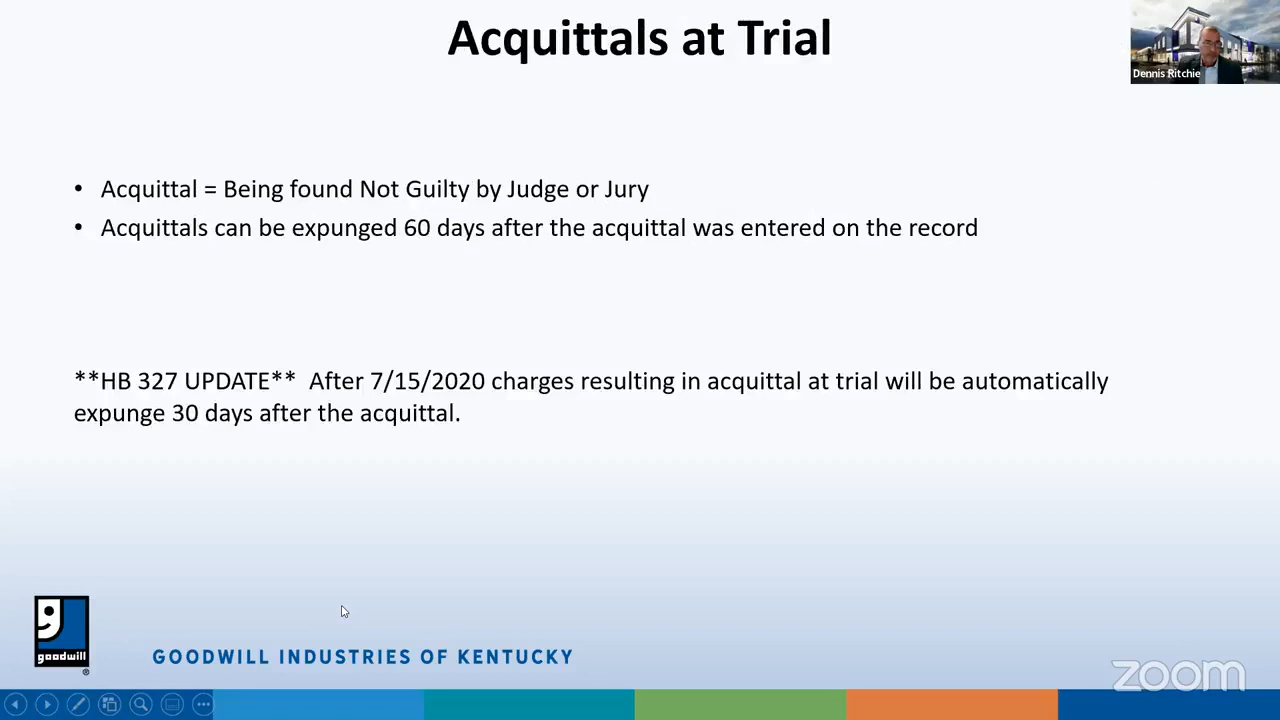 Acquittals at Trial
Dennis Ritchie
• Acquittal = Being found Not Guilty by Judge or Jury
• Acquittals can be expunged 60 days after the acquittal was entered on the record
**HB 327 UPDATE** After 7/15/2020 charges resulting in acquittal at trial will be automatically
expunge 30 days after the acquittal.
g
goodwill
®
GOODWILL INDUSTRIES OF KENTUCKY
zoom